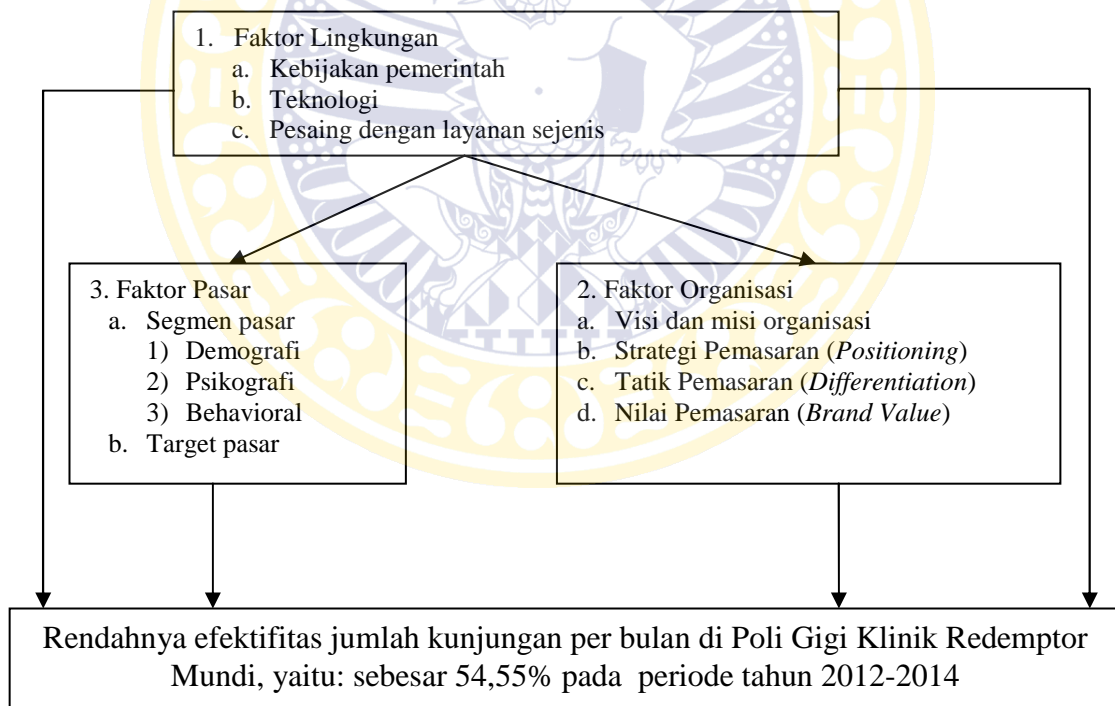 1. Faktor Lingkungan
a. Kebijakan pemerintah
b. Teknologi
c. Pesaing dengan layanan sejenis
3. Faktor Pasar
a. Segmen pasar
1) Demografi
2) Psikografi
3) Behavioral
b. Target pasar
2. Faktor Organisasi
a. Visi dan misi organisasi
b. Strategi Pemasaran (Positioning)
c. Tatik Pemasaran (Differentiation)
d. Nilai Pemasaran (Brand Value)
Rendahnya efektifitas jumlah kunjungan per bulan di Poli Gigi Klinik Redemptor
Mundi, yaitu: sebesar 54,55% pada periode tahun 2012-2014